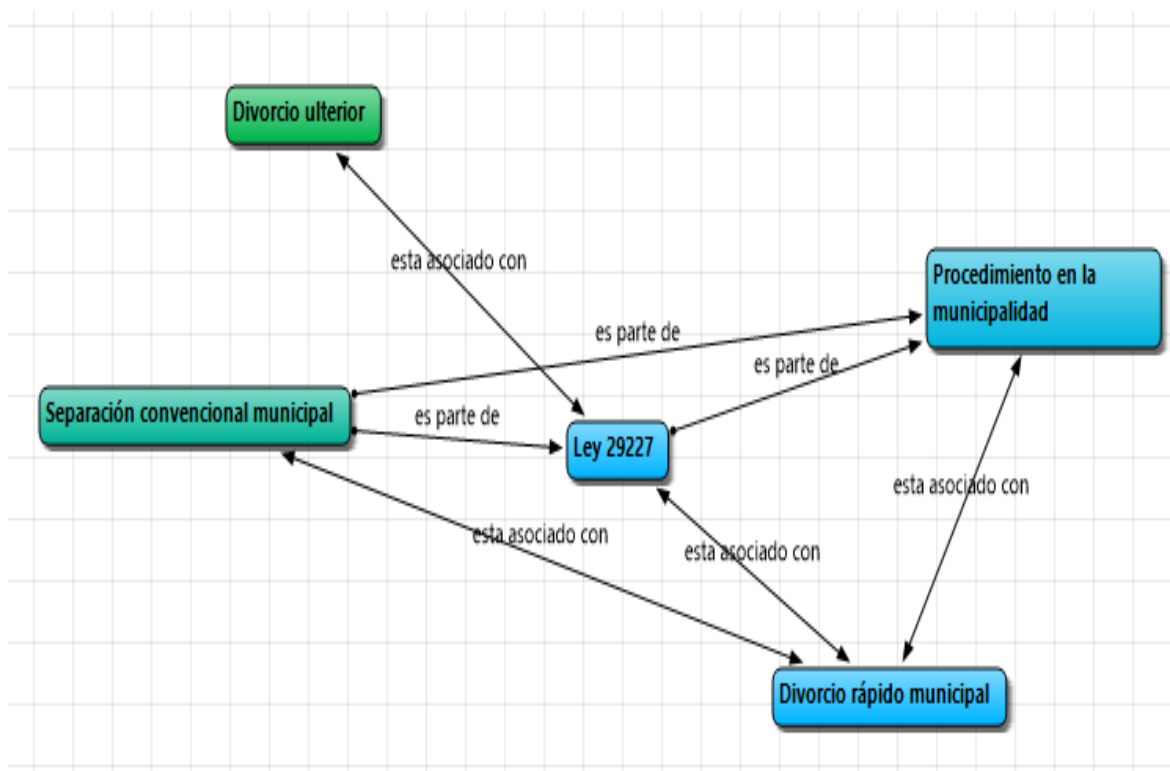 Divorcio ulterior
esta asociado con
Procedimiento en la
municipalidad
es parte de
es parte de
Separación convencional municipal
es parte de
Ley 29227
esta asociado con
esta asociado con
esta asociado con
Divorcio rápido municipal